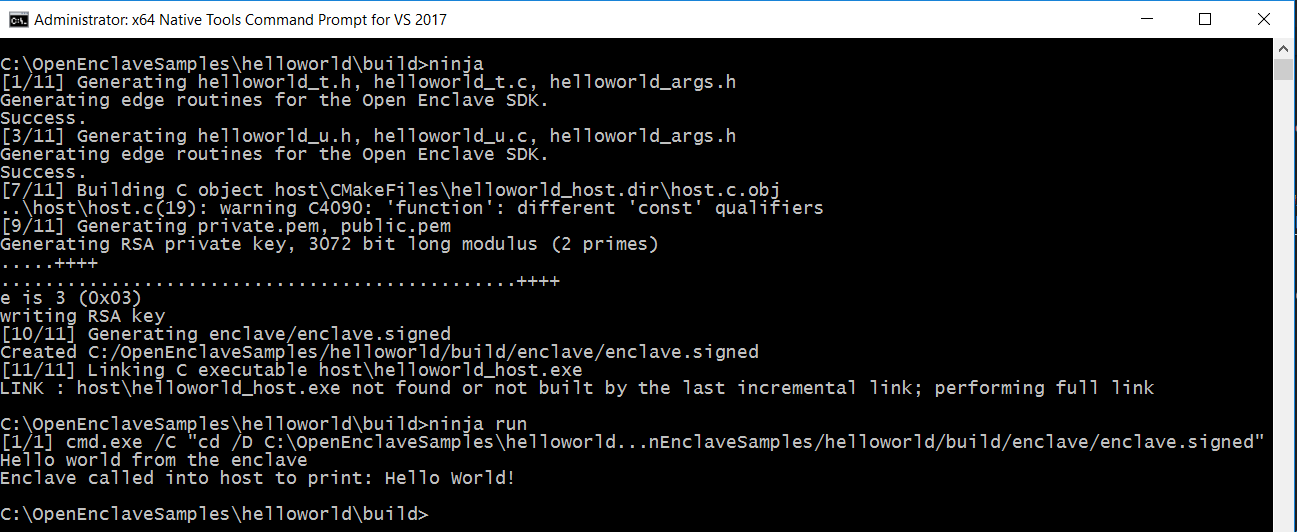 Administrator: x64 Native Tools Command Prompt for VS 2017
C:\OpenEnclaveSamples\helloworld\build>ninja
[1/11] Generating helloworld_t.h, helloworld_t.c, helloworld_args.h
Generating edge routines for the Open Enclave SDK.
Success.
[3/11] Generating helloworld_u.h, helloworld_u.c, helloworld_args.h
Generating edge routines for the Open Enclave SDK.
Success.
[7/11] Building C object host\CMakeFiles\helloworld_host.dir\host.c.obj
..\host\host.c(19): warning C4090: 'function': different 'const' qualifiers
[9/11] Generating private.pem, public.pem
Generating RSA private key, 3072 bit long modulus (2 primes)
.....++++
...............................................++++
e is 3 (0x03)
writing RSA key
[10/11] Generating enclave/enclave.signed
Created C:/OpenEnclaveSamples/helloworld/build/enclave/enclave.signed
[11/11] Linking C executable host\helloworld_host.exe
LINK : host\helloworld_host.exe not found or not built by the last incremental link; performing full link
C:\OpenEnclaveSamples\helloworld\build>ninja run
[1/1] cmd.exe /C "cd /D C:\OpenEnclaveSamples\helloworld...nEnclaveSamples/helloworld/build/enclave/enclave.signed"
Hello world from the enclave
Enclave called into host to print: Hello World!
C:\OpenEnclaveSamples\helloworld\build>